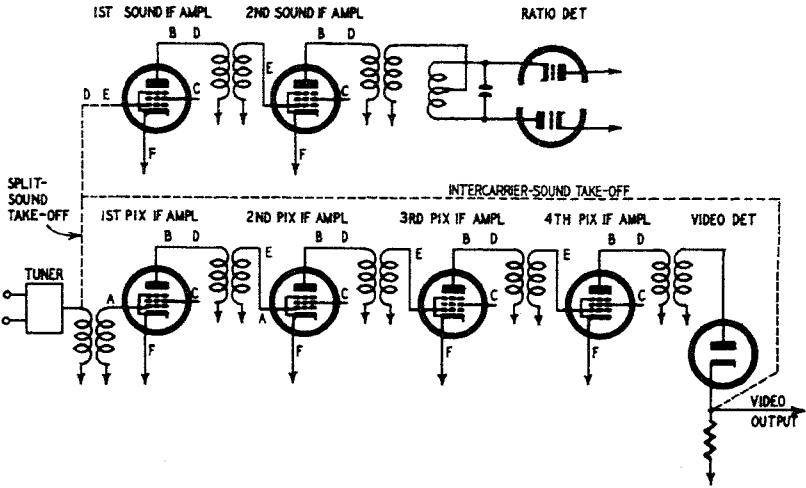 1ST SOUND IF AMPL 2ND SOUND IF AMPL RATIO DET
B D B D
E
C C
D E
F F
SPLIT-
SOUND
TAKE-OFF
INTERCARRIER-SOUND TAKE-OFF
1ST PIX IF AMPL 2ND PIX IF AMPL 3RD PIX IF AMPL 4TH PIX IF AMPL VIDEO DET
B D B D B D B D
E E E
TUNER
A C C C C
A
F F F F
VIDEO
OUTPUT